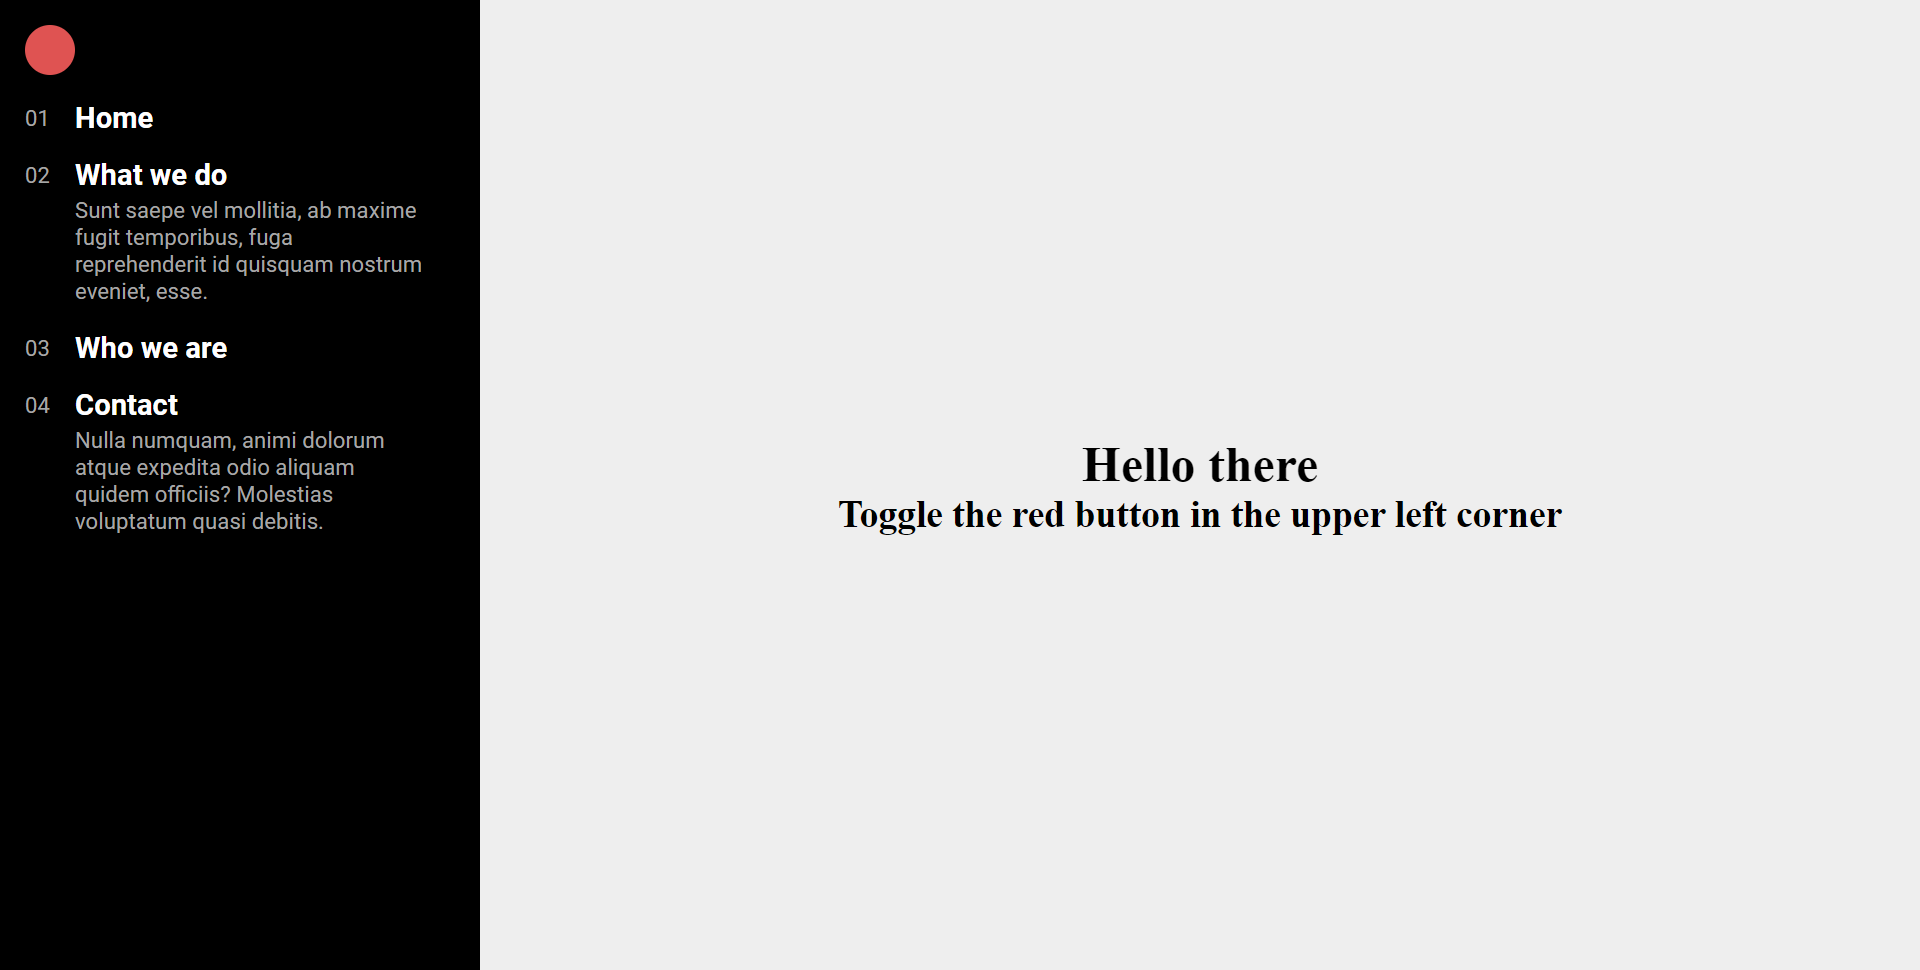 01 Home
02 What we do
Sunt saepe vel mollitia, ab maxime
fugit temporibus, fuga
reprehenderit id quisquam nostrum
eveniet, esse.
03 Who we are
04 Contact
Nulla numquam, animi dolorum
atque expedita odio aliquam
quidem officiis? Molestias
voluptatum quasi debitis.
Hello there
Toggle the red button in the upper left corner